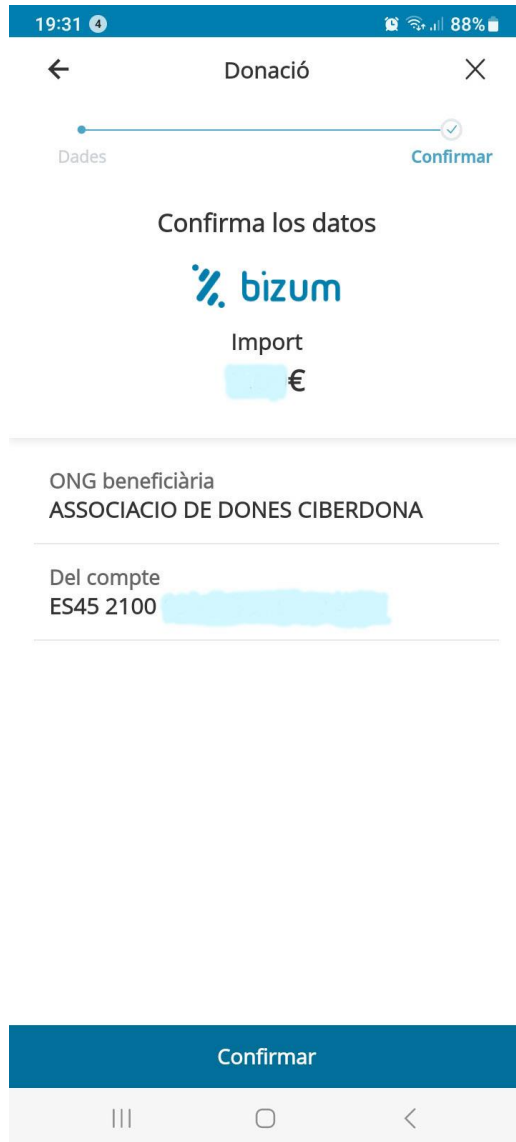 19:31 4 88%
Donació
Dades Confirmar
Confirma los datos
bizum
Import
€
ONG beneficiària
ASSOCIACIO DE DONES CIBERDONA
Del compte
ES45 2100
Confirmar